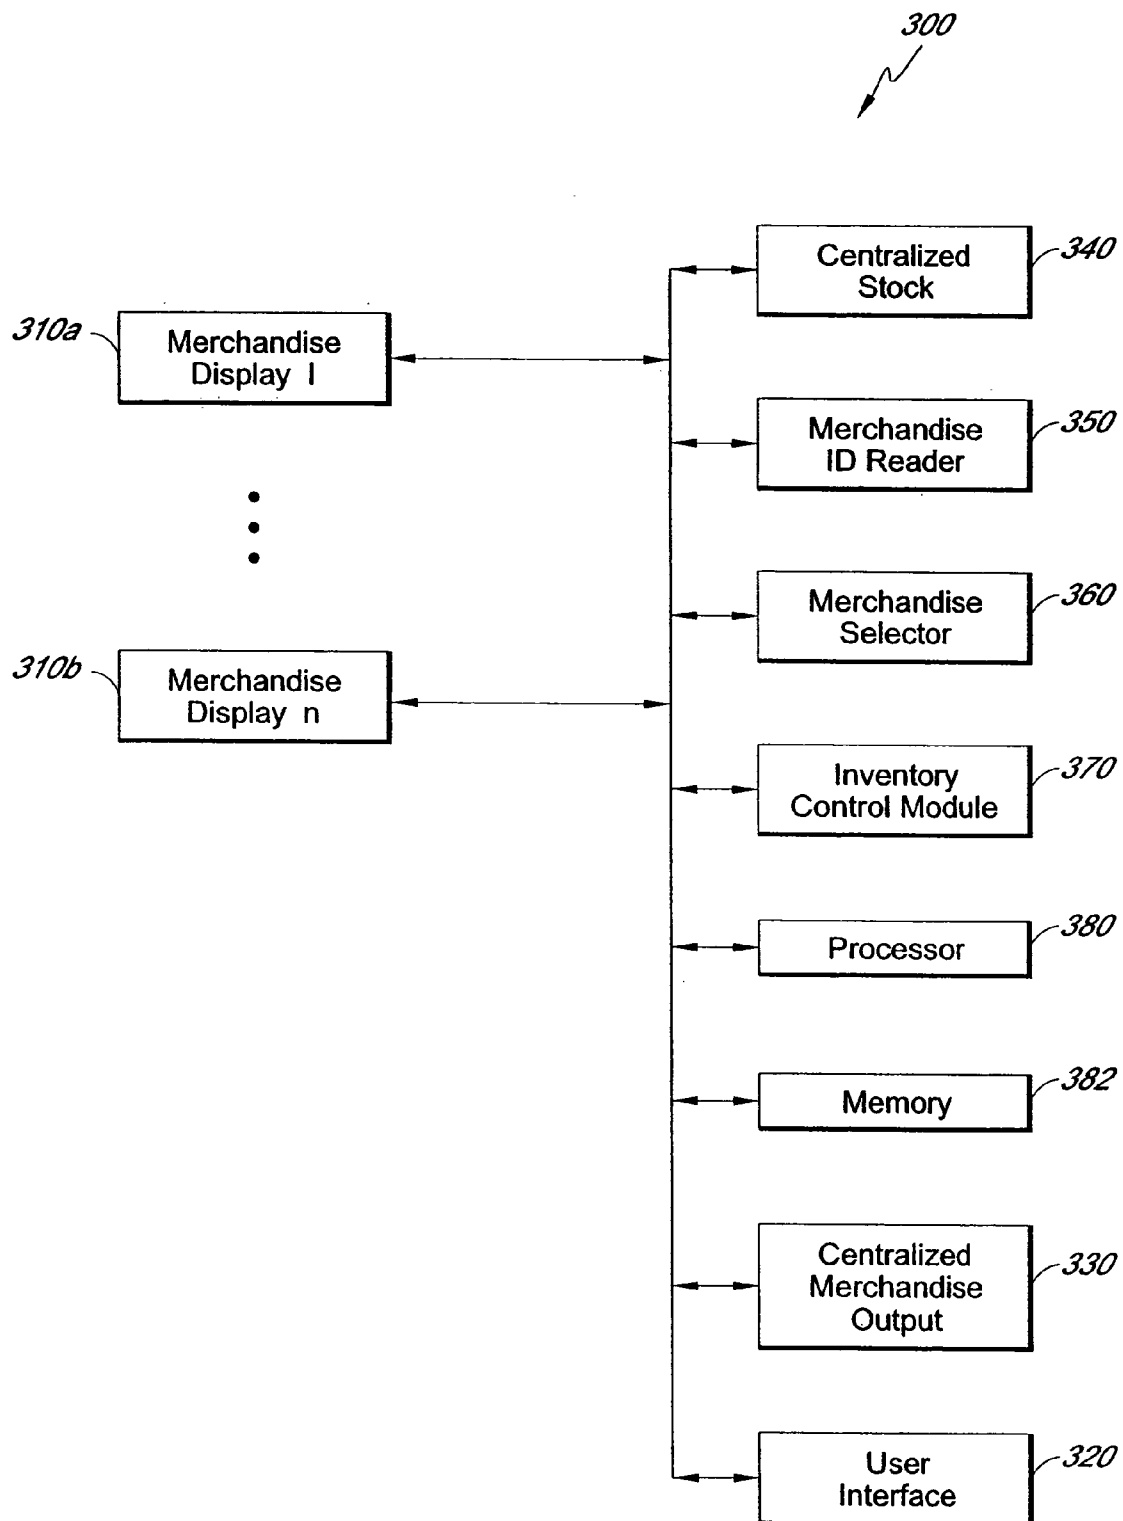 300
Centralized
Stock
340
310a
Merchandise
Display 1
Merchandise
ID Reader
350
Merchandise
Selector
360
310b
Merchandise
Display n
Inventory
Control Module
370
Processor
380
Memory
382
Centralized
Merchandise
Output
330
User
Interface
320